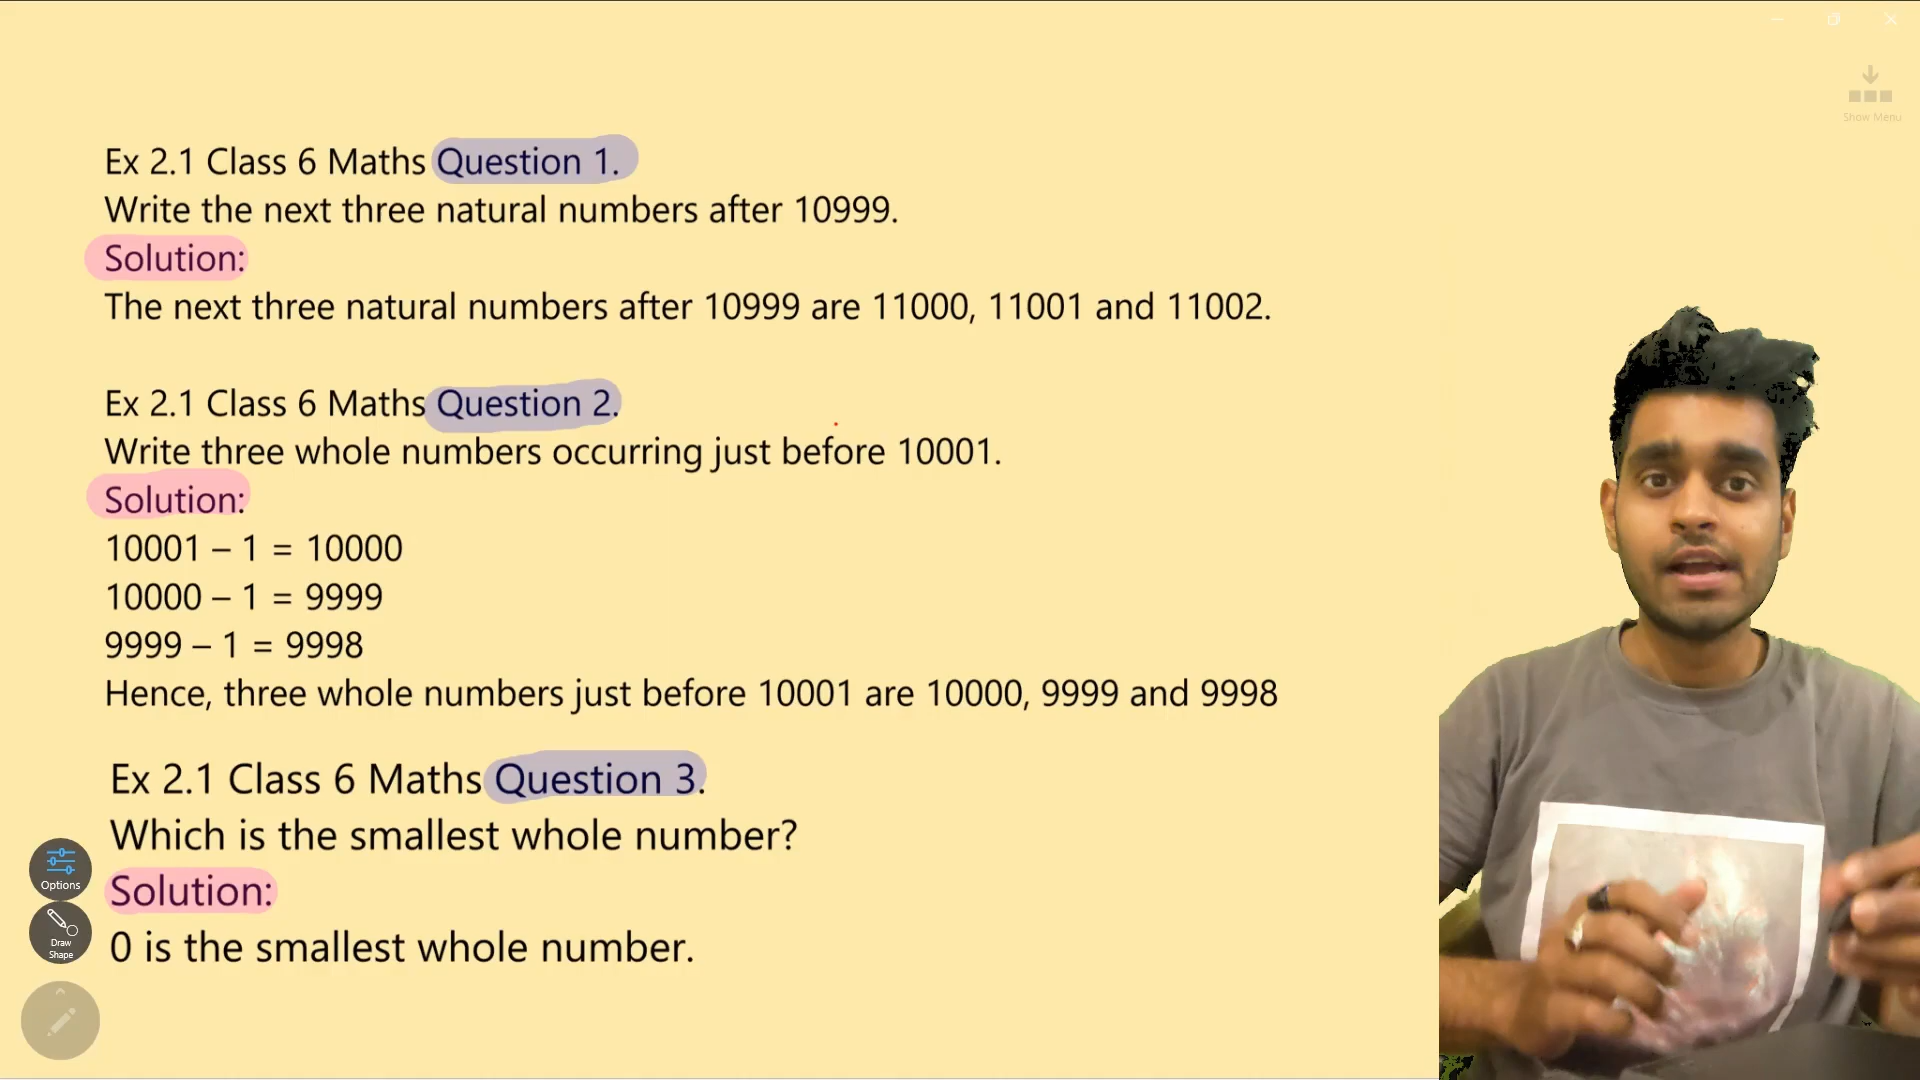 Show Menu
Ex 2.1 Class 6 Maths Question 1.
Write the next three natural numbers after 10999.
Solution:
The next three natural numbers after 10999 are 11000, 11001 and 11002.
Ex 2.1 Class 6 Maths Question 2.
Write three whole numbers occurring just before 10001.
Solution:
10001 – 1 = 10000
10000 – 1 = 9999
9999 – 1 = 9998
Hence, three whole numbers just before 10001 are 10000, 9999 and 9998
Ex 2.1 Class 6 Maths Question 3.
Which is the smallest whole number?
Solution:
0 is the smallest whole number.
Options
Draw
Shape